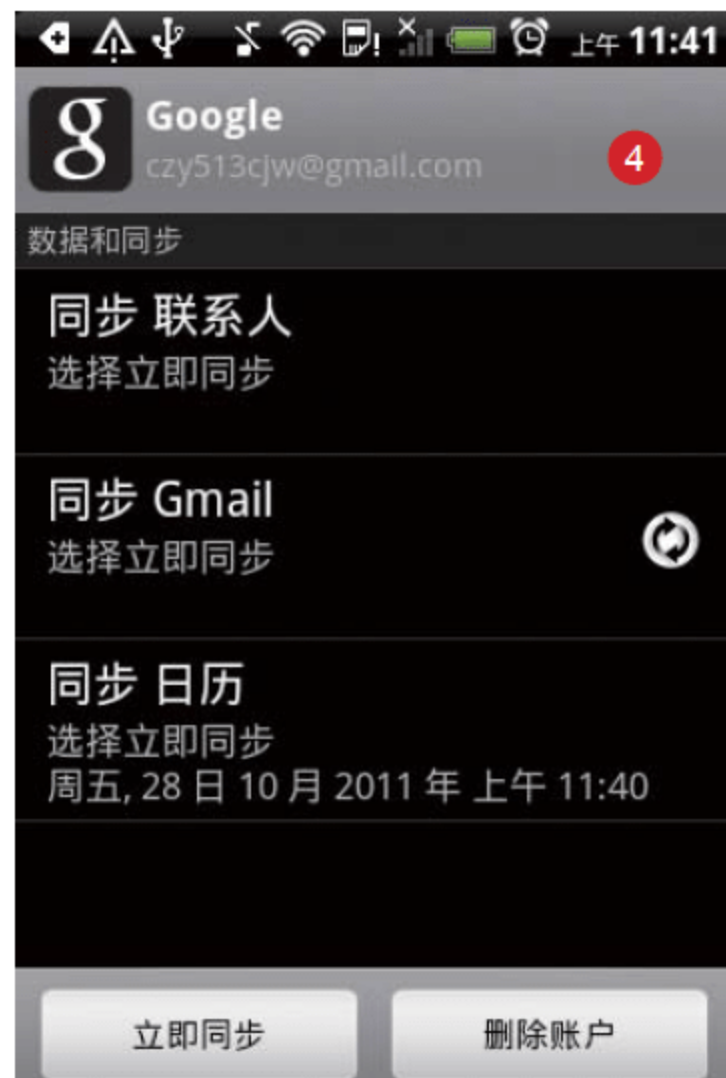 上午 11:41
Google
czy513cjw@gmail.com
4
数据和同步
同步 联系人
选择立即同步
同步 Gmail
选择立即同步
同步 日历
选择立即同步
周五, 28 日 10 月 2011 年 上午 11:40
立即同步
删除账户